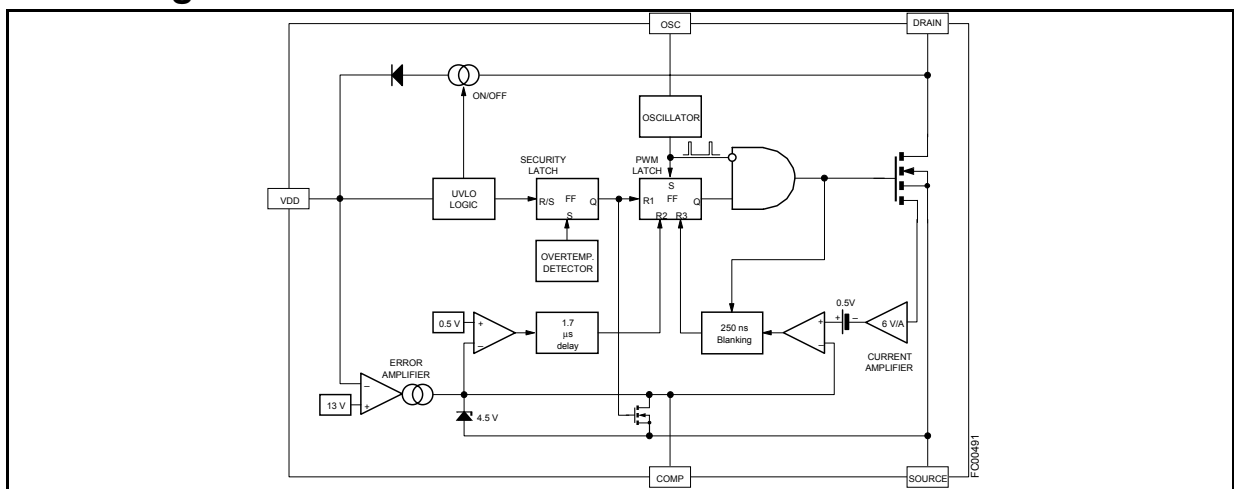 OSC
DRAIN
ON/OFF
OSCILLATOR
SECURITY
LATCH
PWM
LATCH
VDD
UVLO
LOGIC
R/S
FF
Q
S
S
R1
FF
Q
R2
R3
OVERTEMP.
DETECTOR
0.5 V
+
−
1.7
μs
delay
250 ns
Blanking
+
−
0.5V
+
−
6 V/A
CURRENT
AMPLIFIER
ERROR
AMPLIFIER
−
+
13 V
4.5 V
COMP
SOURCE
FC00491